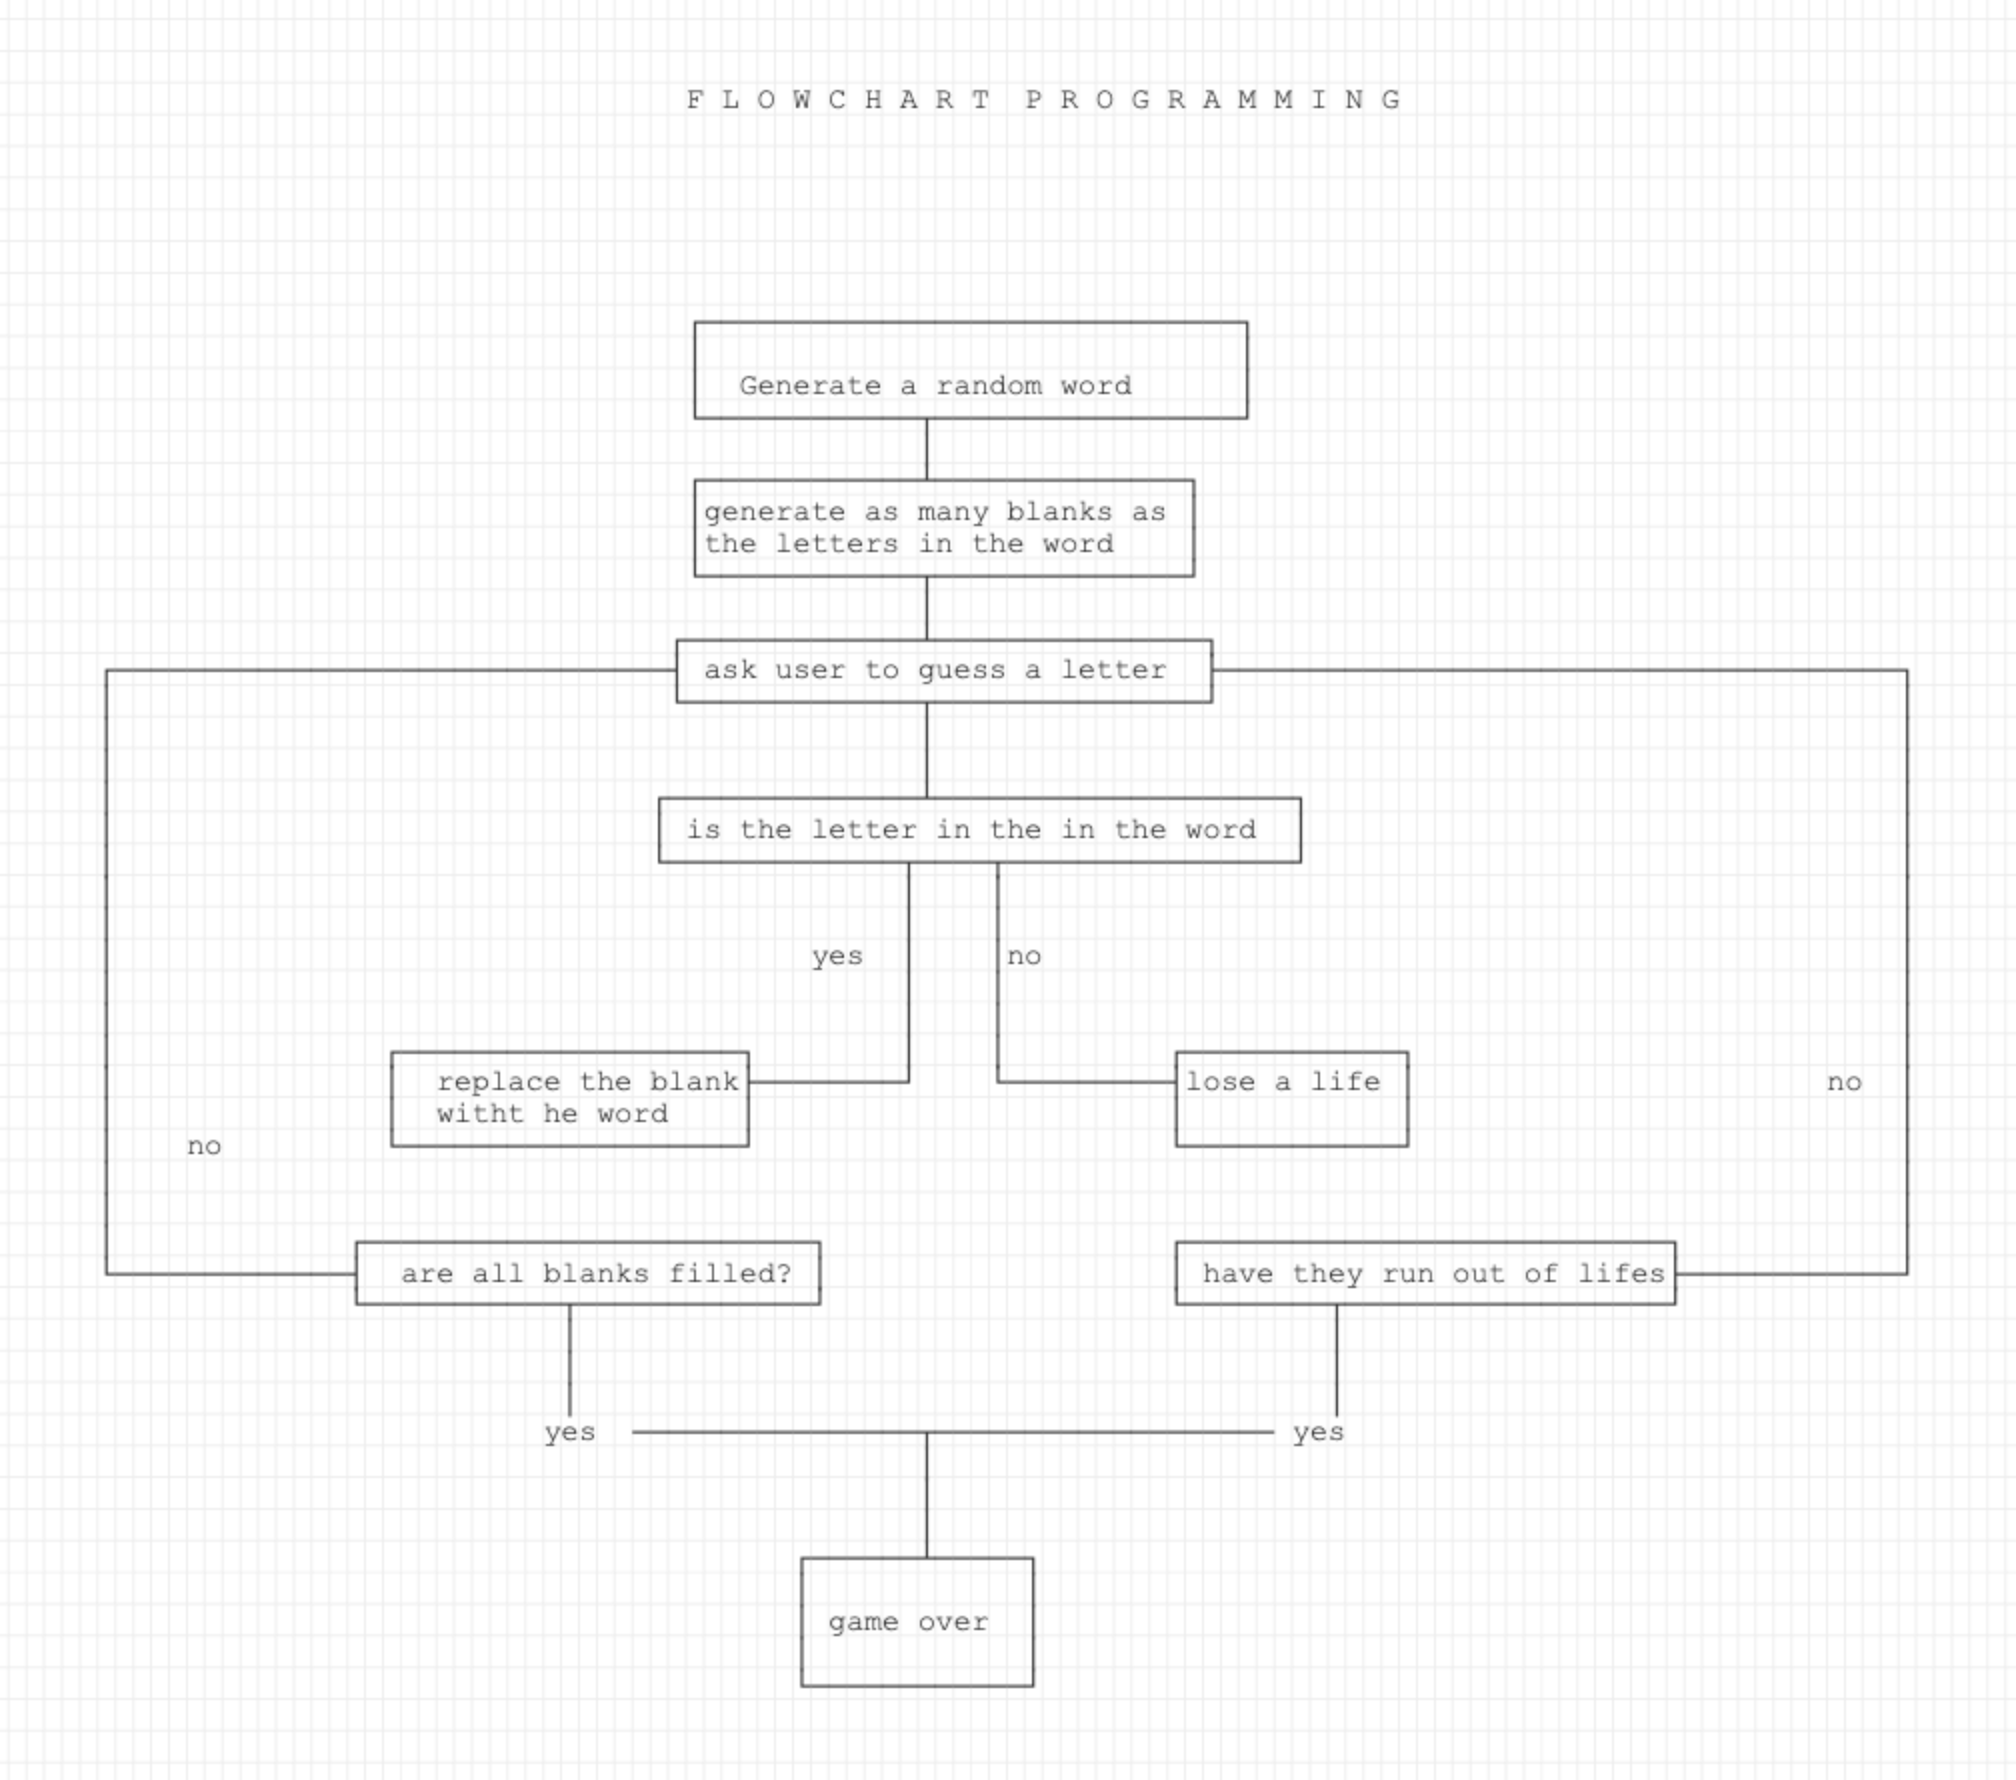 FLOWCHART PROGRAMMING
Generate a random word
generate as many blanks as
the letters in the word
ask user to guess a letter
is the letter in the in the word
yes
no
replace the blank
witht he word
lose a life
no
no
are all blanks filled?
have they run out of lifes
yes
yes
game over